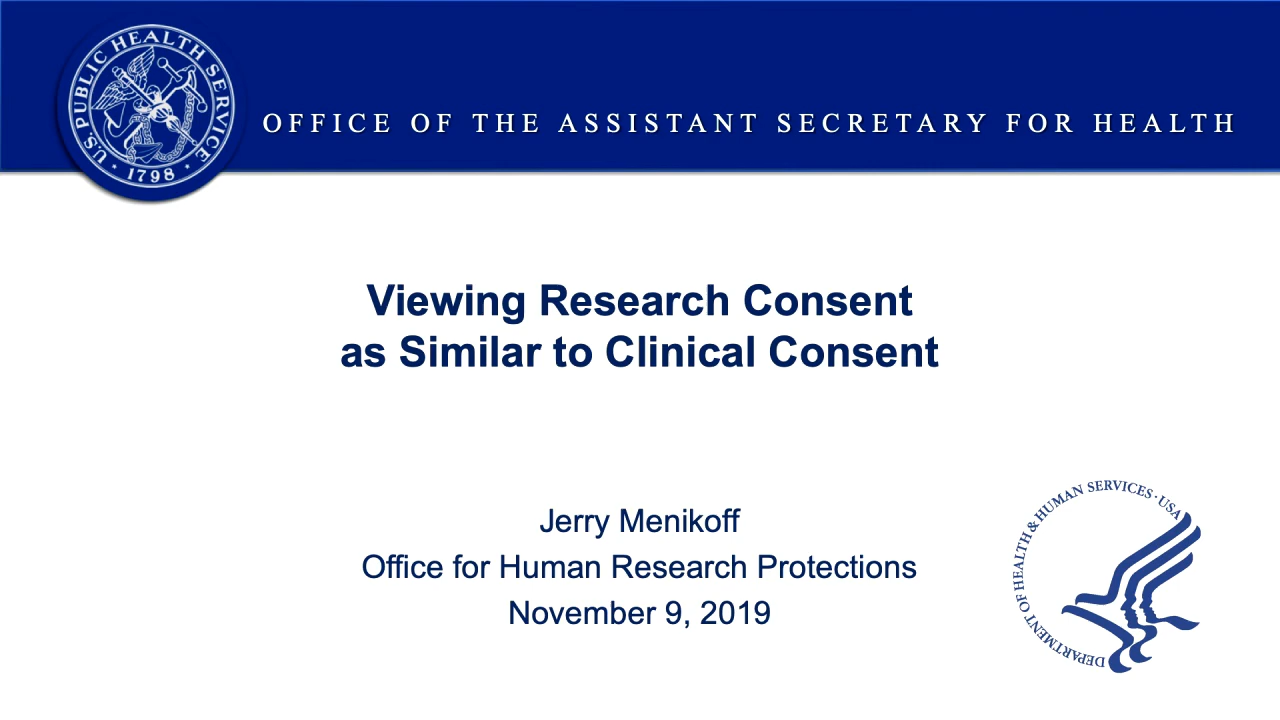 U.S. PUBLIC HEALTH SERVICE
1798
OFFICE OF THE ASSISTANT SECRETARY FOR HEALTH
Viewing Research Consent
as Similar to Clinical Consent
Jerry Menikoff
Office for Human Research Protections
November 9, 2019
DEPARTMENT OF HEALTH & HUMAN SERVICES · USA